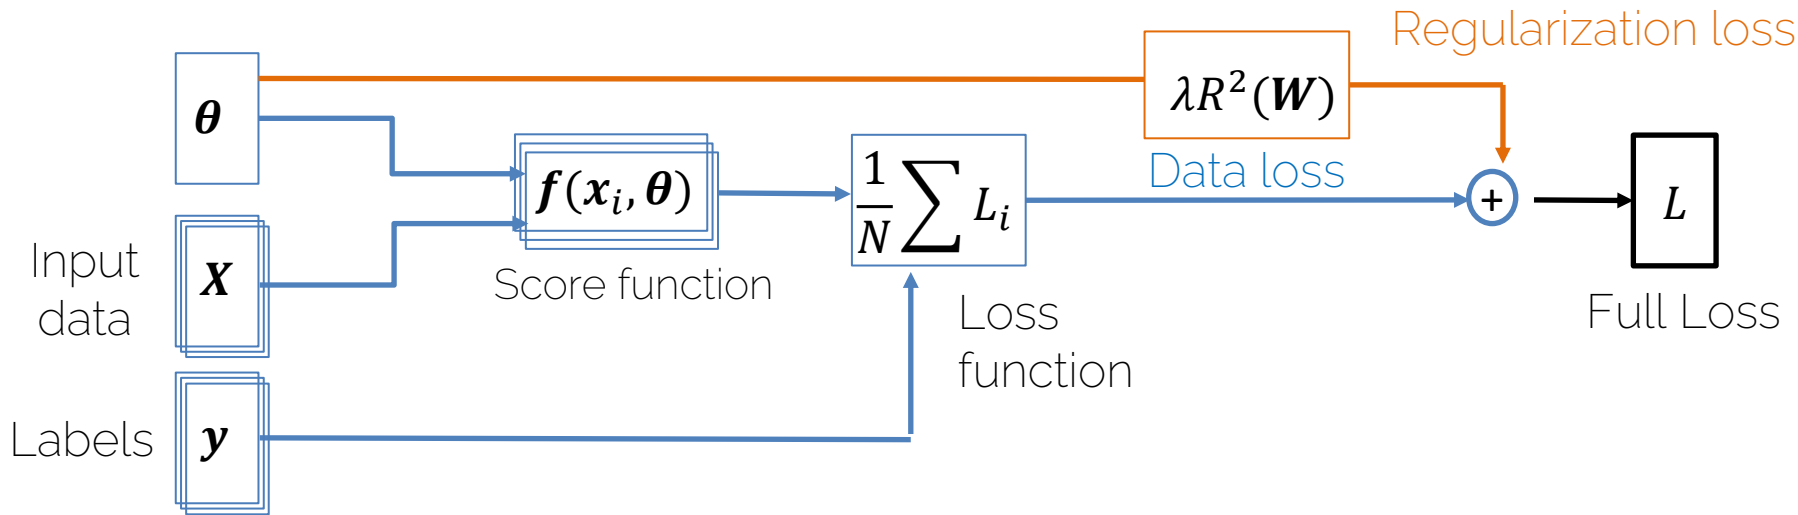 Regularization loss
θ
λR²(W)
f(xᵢ, θ)
1/N ∑ Lᵢ
Data loss
+
L
Input
data
X
Score function
Loss
function
Full Loss
Labels
y